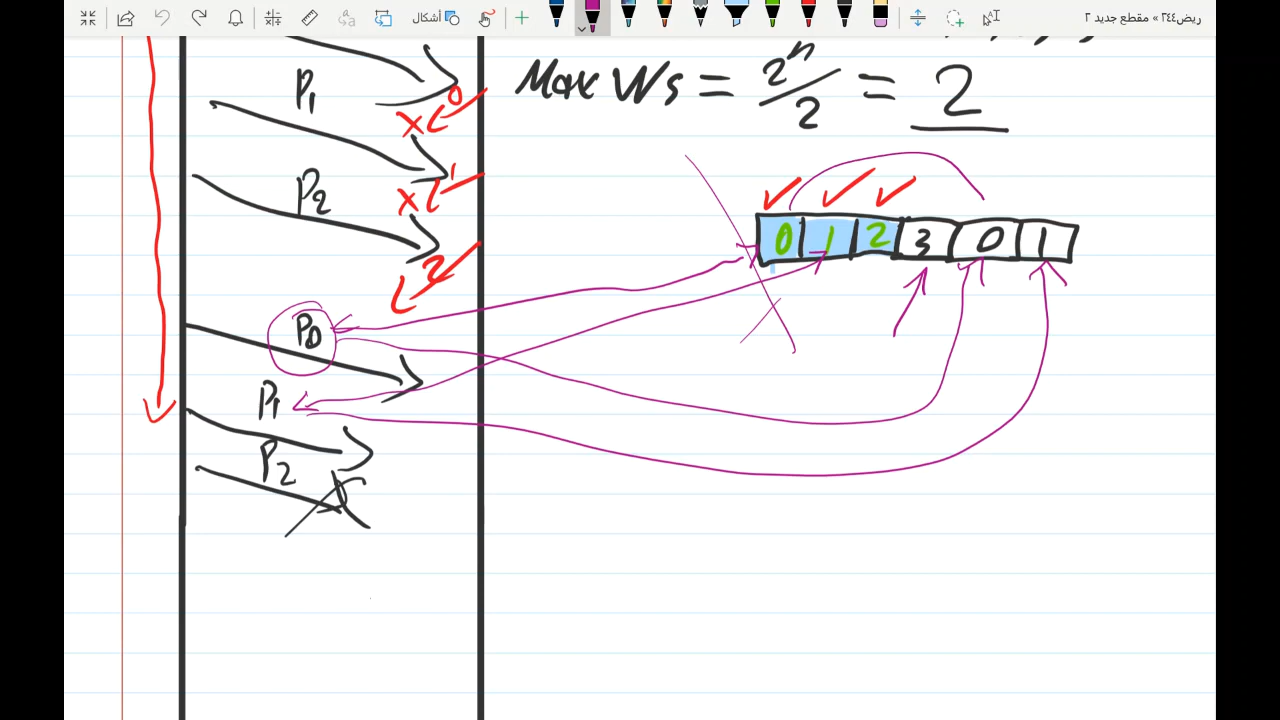 ريض٢٤٤ » مقطع جديد ٢
أشكال
Max Ws = 2^n/2 = 2
P1
0
x
1
x
P2
2
0 1 2 3 0 1
P0
P1
P2